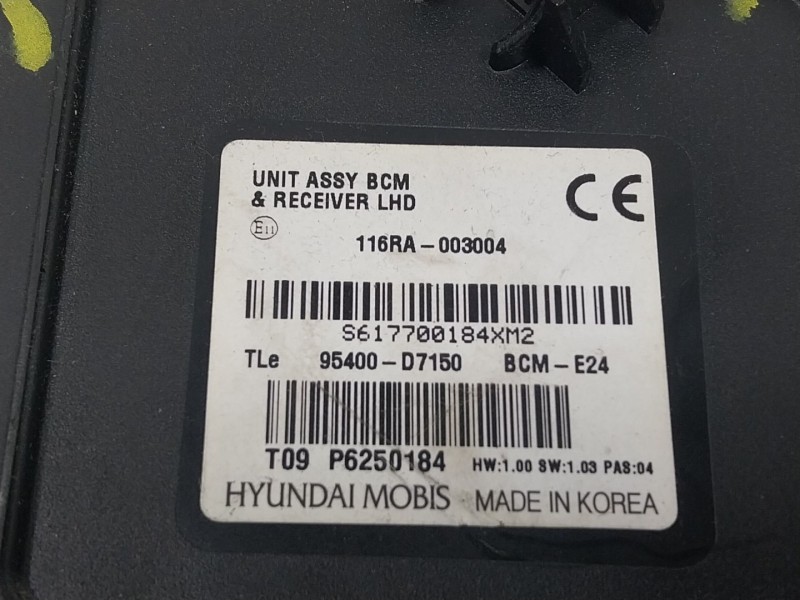 UNIT ASSY BCM
& RECEIVER LHD
CE
E11
116RA-003004
S617700184XM2
TLe 95400-D7150 BCM-E24
T09 P6250184 HW:1.00 SW:1.03 PAS:04
HYUNDAI MOBIS MADE IN KOREA